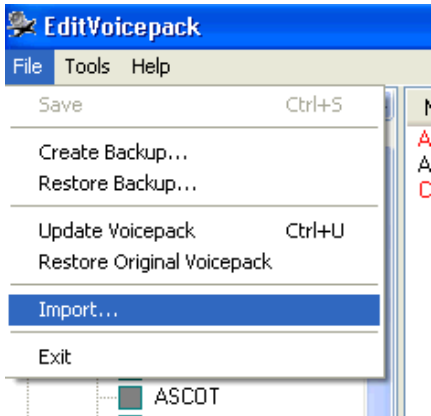 EditVoicepack
File Tools Help
Save Ctrl+S
Create Backup...
Restore Backup...
Update Voicepack Ctrl+U
Restore Original Voicepack
Import...
Exit
ASCOT